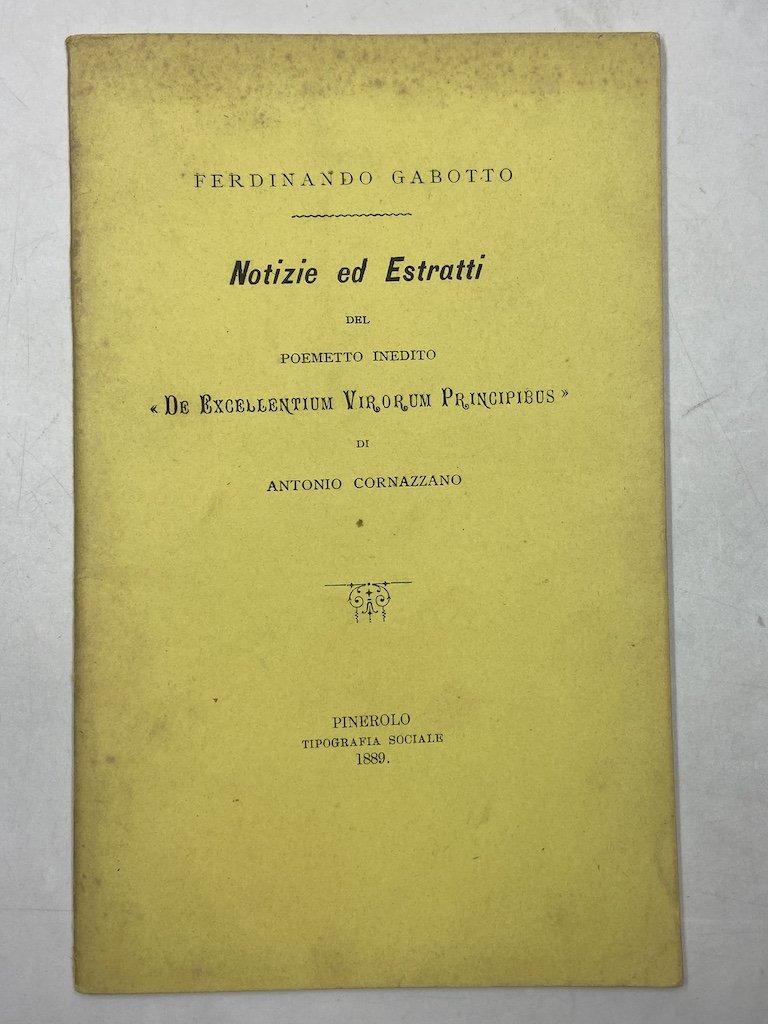 FERDINANDO GABOTTO
Notizie ed Estratti
DEL
POEMETTO INEDITO
« DE EXCELLENTIUM VIRORUM PRINCIPIBUS »
DI
ANTONIO CORNAZZANO
PINEROLO
TIPOGRAFIA SOCIALE
1889.